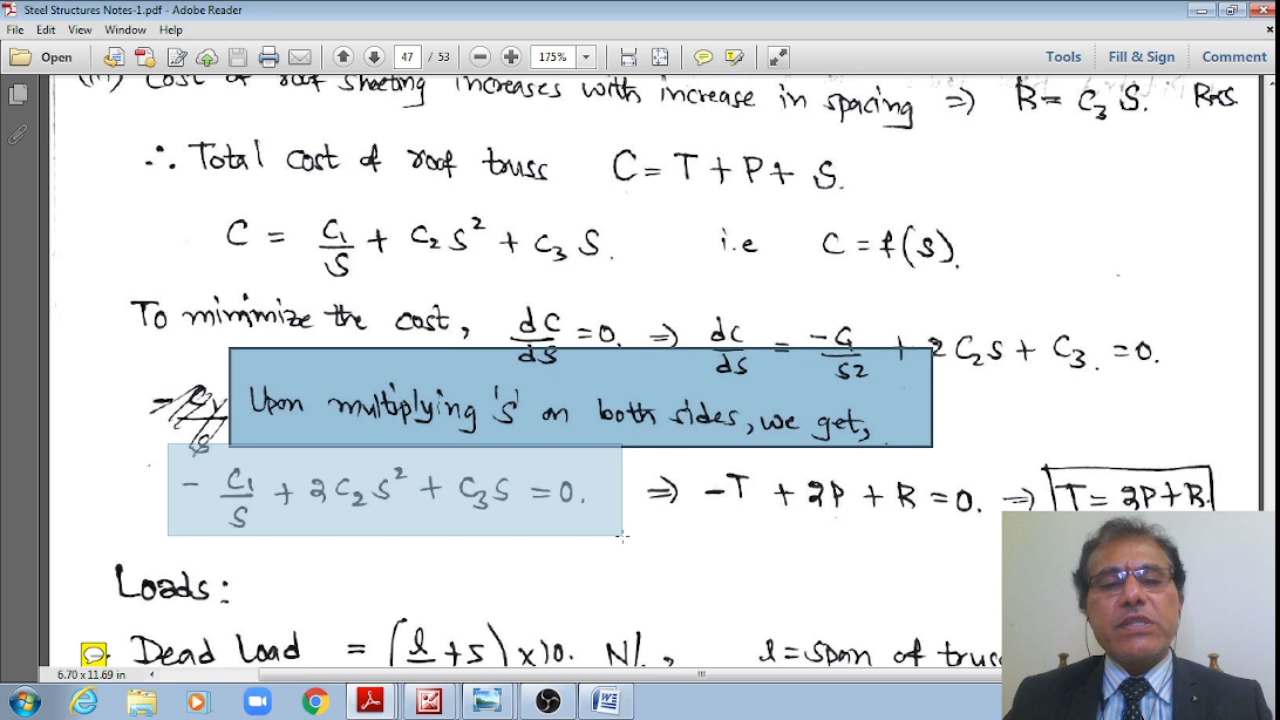 Steel Structures Notes-1.pdf - Adobe Reader
File Edit View Window Help
Open 47 / 53 175% Tools Fill & Sign Comment
(iii) Cost of roof sheeting increases with increase in spacing ⇒ R = C3 S. R∝S
∴ Total cost of roof truss C = T + P + S.
C = C1/S + C2 S² + C3 S. i.e C = f(S).
To minimize the cost, dC/dS = 0. ⇒ dC/dS = -C1/S2 + 2 C2 S + C3. = 0.
Upon multiplying 'S' on both sides, we get,
- C1/S + 2 C2 S² + C3 S = 0. ⇒ -T + 2P + R = 0. ⇒ T = 2P + R.
Loads:
Dead Load = (l + 5) x 10. N/ , l = span of truss
6.70 x 11.69 in